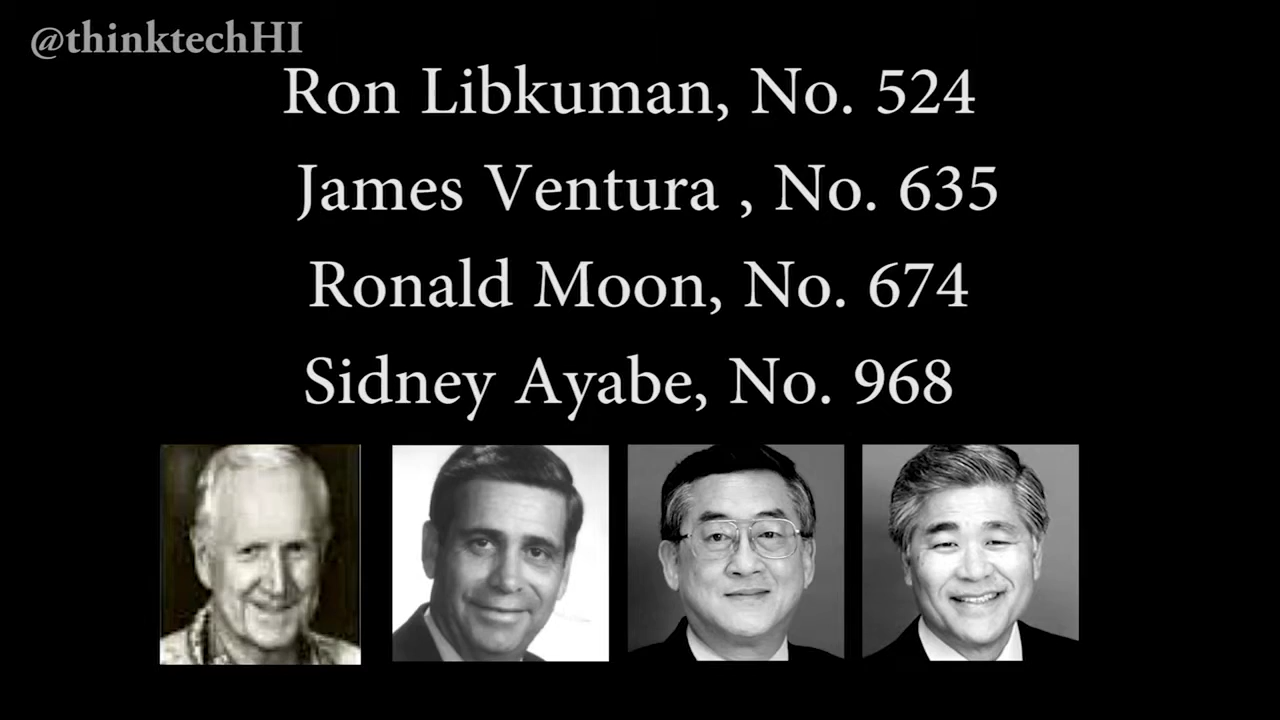 @thinktechHI
Ron Libkuman, No. 524
James Ventura , No. 635
Ronald Moon, No. 674
Sidney Ayabe, No. 968